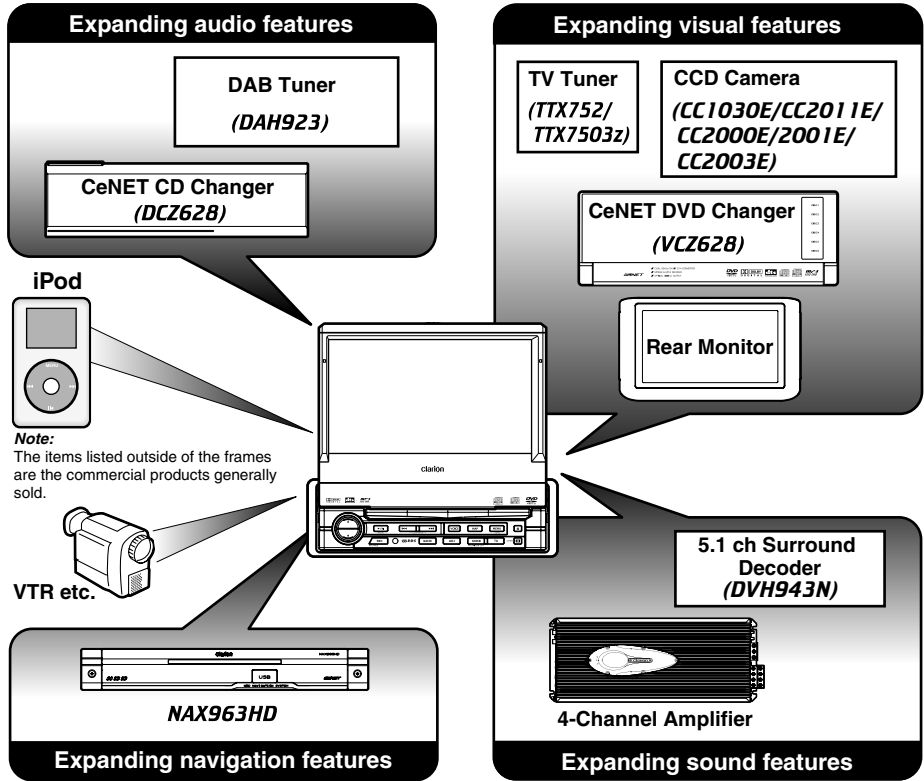 Expanding audio features
DAB Tuner
(DAH923)
CeNET CD Changer
(DCZ628)
Expanding visual features
TV Tuner
(TTX752/
TTX7503z)
CCD Camera
(CC1030E/CC2011E/
CC2000E/2001E/
CC2003E)
CeNET DVD Changer
(VCZ628)
Rear Monitor
iPod
MENU
Note:
The items listed outside of the frames
are the commercial products generally
sold.
clarion
VTR etc.
5.1 ch Surround
Decoder
(DVH943N)
4-Channel Amplifier
Expanding sound features
clarion
USB
NAX963HD
Expanding navigation features